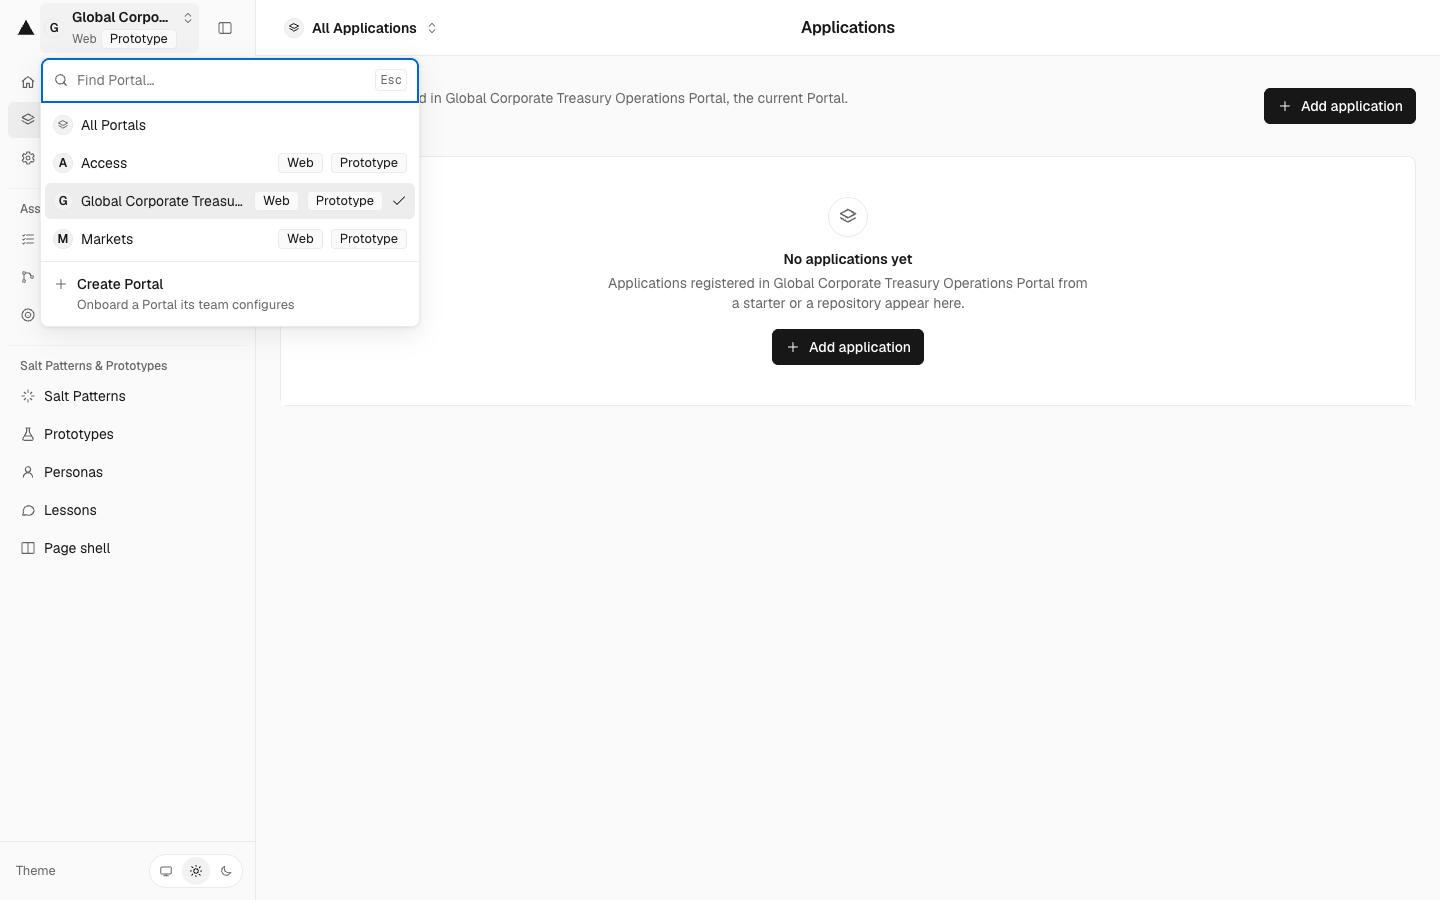 G
Global Corpo...
Web
Prototype
All Applications
Applications
Find Portal...
Esc
d in Global Corporate Treasury Operations Portal, the current Portal.
Add application
All Portals
A
Access
Web
Prototype
G
Global Corporate Treasu...
Web
Prototype
Ass
M
Markets
Web
Prototype
No applications yet
Create Portal
Applications registered in Global Corporate Treasury Operations Portal from
Onboard a Portal its team configures
a starter or a repository appear here.
Add application
Salt Patterns & Prototypes
Salt Patterns
Prototypes
Personas
Lessons
Page shell
Theme